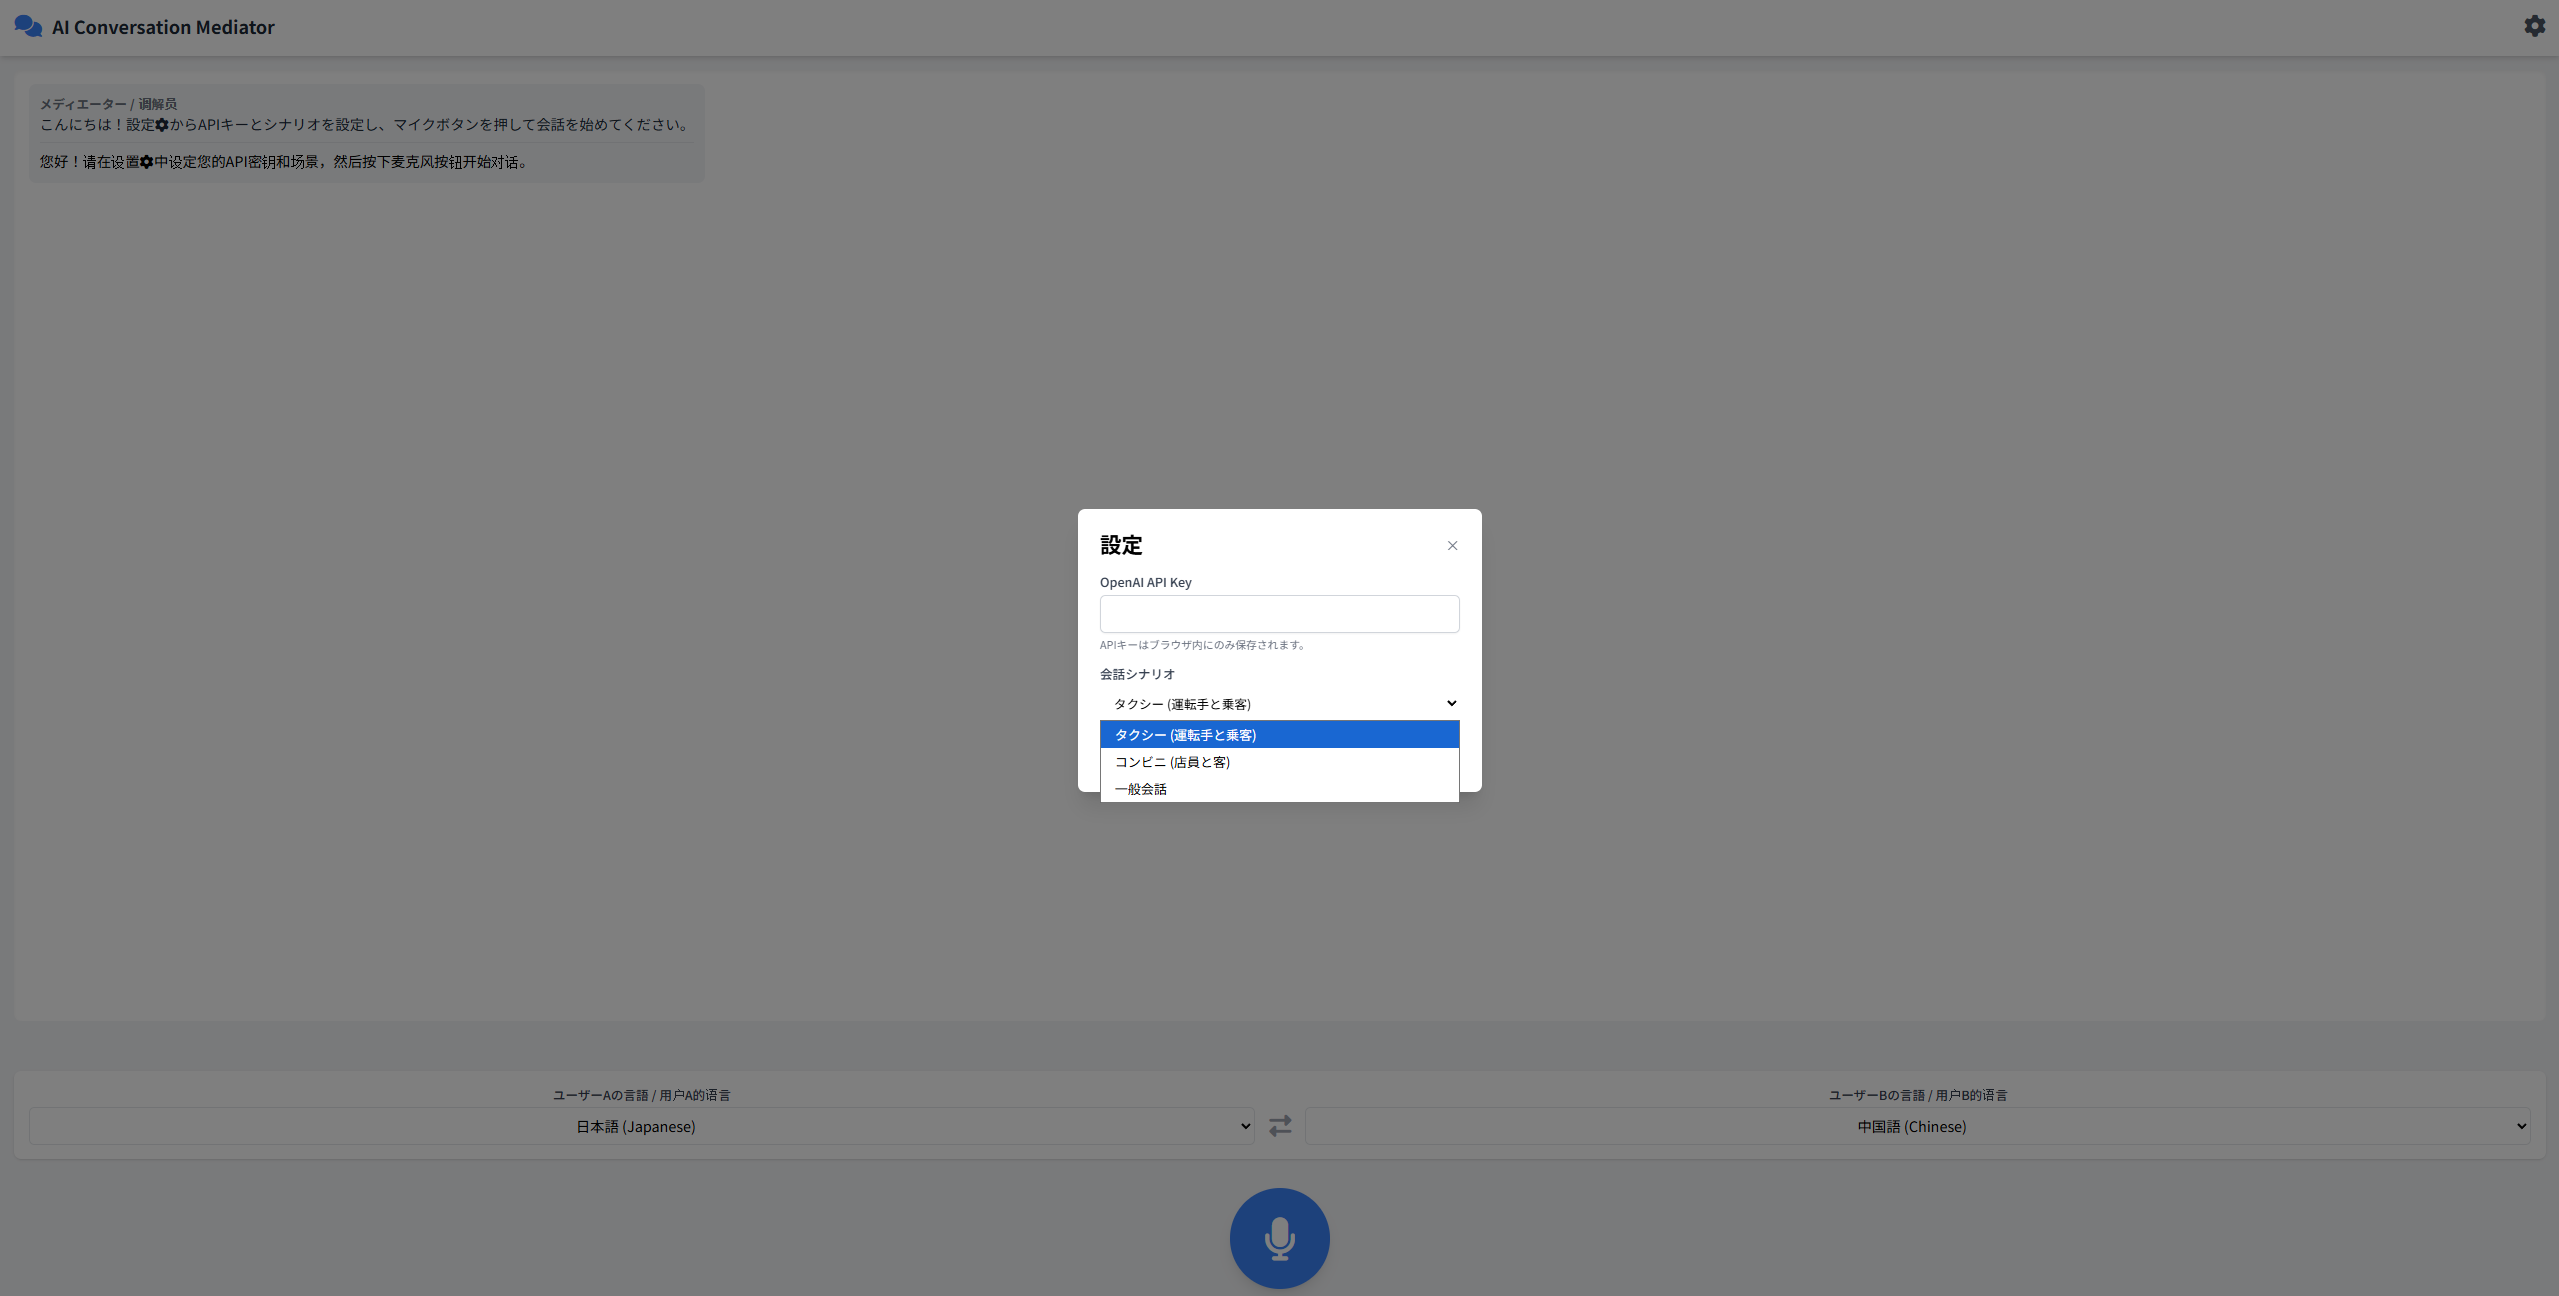 AI Conversation Mediator
メディエーター / 调解员
こんにちは！設定からAPIキーとシナリオを設定し、マイクボタンを押して会話を始めてください。
您好！请在设置中设定您的API密钥和场景，然后按下麦克风按钮开始对话。
設定
OpenAI API Key
APIキーはブラウザ内にのみ保存されます。
会話シナリオ
タクシー (運転手と乗客)
タクシー (運転手と乗客)
コンビニ (店員と客)
一般会話
ユーザーAの言語 / 用户A的语言
日本語 (Japanese)
ユーザーBの言語 / 用户B的语言
中国語 (Chinese)